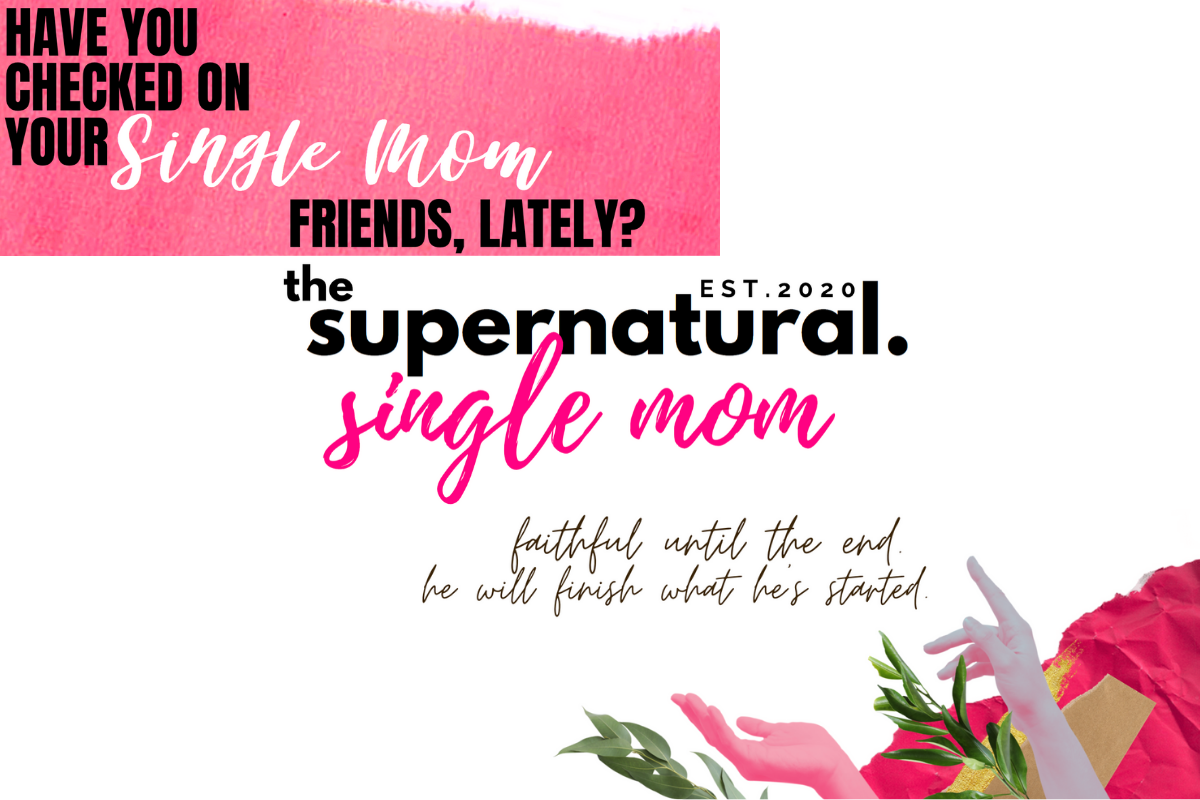 HAVE YOU
CHECKED ON
YOUR Single Mom
FRIENDS, LATELY?
the
EST.2020
supernatural.
single mom
faithful until the end.
he will finish what he's started.